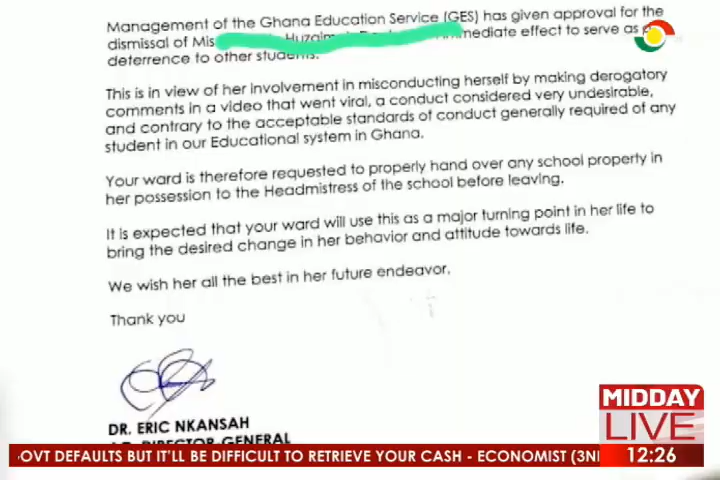 Management of the Ghana Education Service (GES) has given approval for the
dismissal of Mis mmediate effect to serve as
deterrence to other students.
This is in view of her involvement in misconducting herself by making derogatory
comments in a video that went viral, a conduct considered very undesirable,
and contrary to the acceptable standards of conduct generally required of any
student in our Educational system in Ghana.
Your ward is therefore requested to properly hand over any school property in
her possession to the Headmistress of the school before leaving.
It is expected that your ward will use this as a major turning point in her life to
bring the desired change in her behavior and attitude towards life.
We wish her all the best in her future endeavor.
Thank you
DR. ERIC NKANSAH
DIRECTOR-GENERAL
MIDDAY
LIVE
OVT DEFAULTS BUT IT'LL BE DIFFICULT TO RETRIEVE YOUR CASH - ECONOMIST (3N
12:26